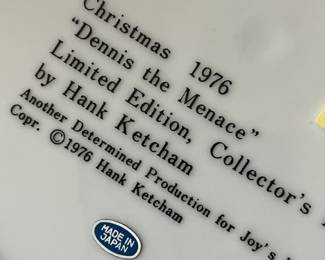 Christmas 1976
"Dennis the Menace"
Limited Edition, Collector's
by Hank Ketcham
Another Determined Production for Joy's
Copr. ©1976 Hank Ketcham
MADE IN
JAPAN